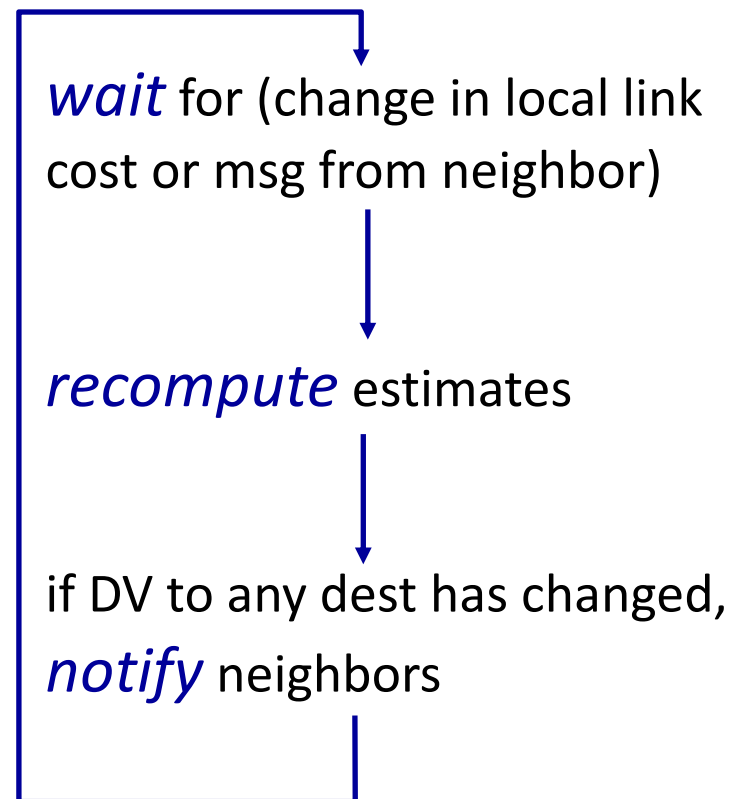 wait for (change in local link
cost or msg from neighbor)
recompute estimates
if DV to any dest has changed,
notify neighbors